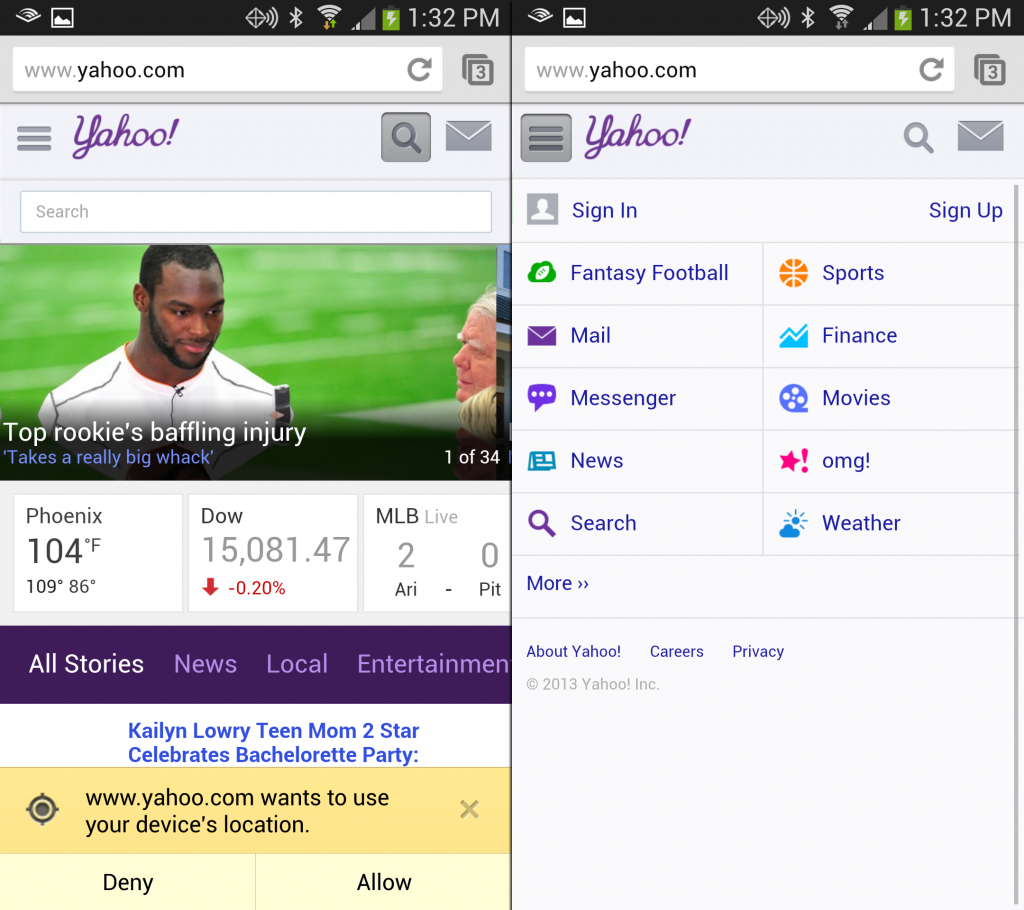 1:32 PM
www.yahoo.com
3
Yahoo!
Search
Top rookie's baffling injury
'Takes a really big whack'
1 of 34
Phoenix
104°F
109° 86°
Dow
15,081.47
-0.20%
MLB Live
2 0
Ari - Pit
All Stories News Local Entertainmen
Kailyn Lowry Teen Mom 2 Star
Celebrates Bachelorette Party:
www.yahoo.com wants to use
your device's location.
Deny Allow
1:32 PM
www.yahoo.com
3
Yahoo!
Sign In Sign Up
Fantasy Football Sports
Mail Finance
Messenger Movies
News omg!
Search Weather
More ››
About Yahoo! Careers Privacy
© 2013 Yahoo! Inc.